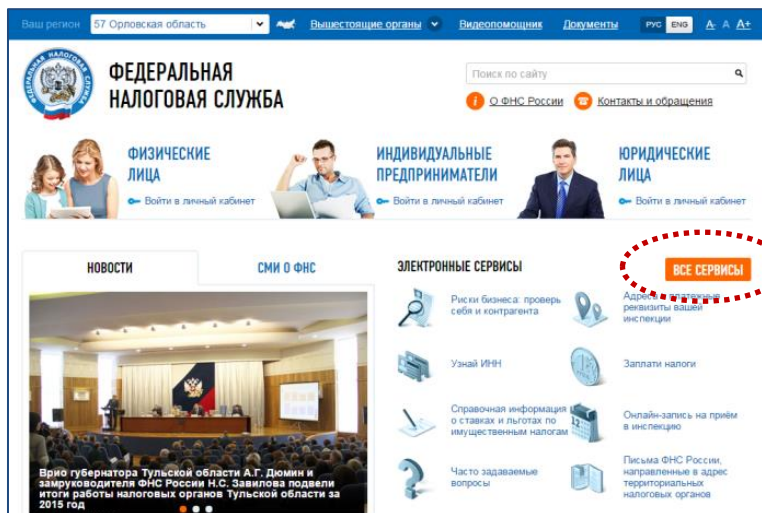 Ваш регион 57 Орловская область Вышестоящие органы Видеопомощник Документы РУС ENG A- A A+
ФЕДЕРАЛЬНАЯ НАЛОГОВАЯ СЛУЖБА
ФЕДЕРАЛЬНАЯ
НАЛОГОВАЯ СЛУЖБА
Поиск по сайту
О ФНС России Контакты и обращения
ФИЗИЧЕСКИЕ
ЛИЦА
Войти в личный кабинет
ИНДИВИДУАЛЬНЫЕ
ПРЕДПРИНИМАТЕЛИ
Войти в личный кабинет
ЮРИДИЧЕСКИЕ
ЛИЦА
Войти в личный кабинет
НОВОСТИ СМИ О ФНС
Врио губернатора Тульской области А.Г. Дюмин и
замруководителя ФНС России Н.С. Завилова подвели
итоги работы налоговых органов Тульской области за
2015 год
ЭЛЕКТРОННЫЕ СЕРВИСЫ ВСЕ СЕРВИСЫ
Риски бизнеса: проверь
себя и контрагента
Адреса и платежные
реквизиты вашей
инспекции
Узнай ИНН
Заплати налоги
Справочная информация
о ставках и льготах по
имущественным налогам
Онлайн-запись на приём
в инспекцию
Часто задаваемые
вопросы
Письма ФНС России,
направленные в адрес
территориальных
налоговых органов